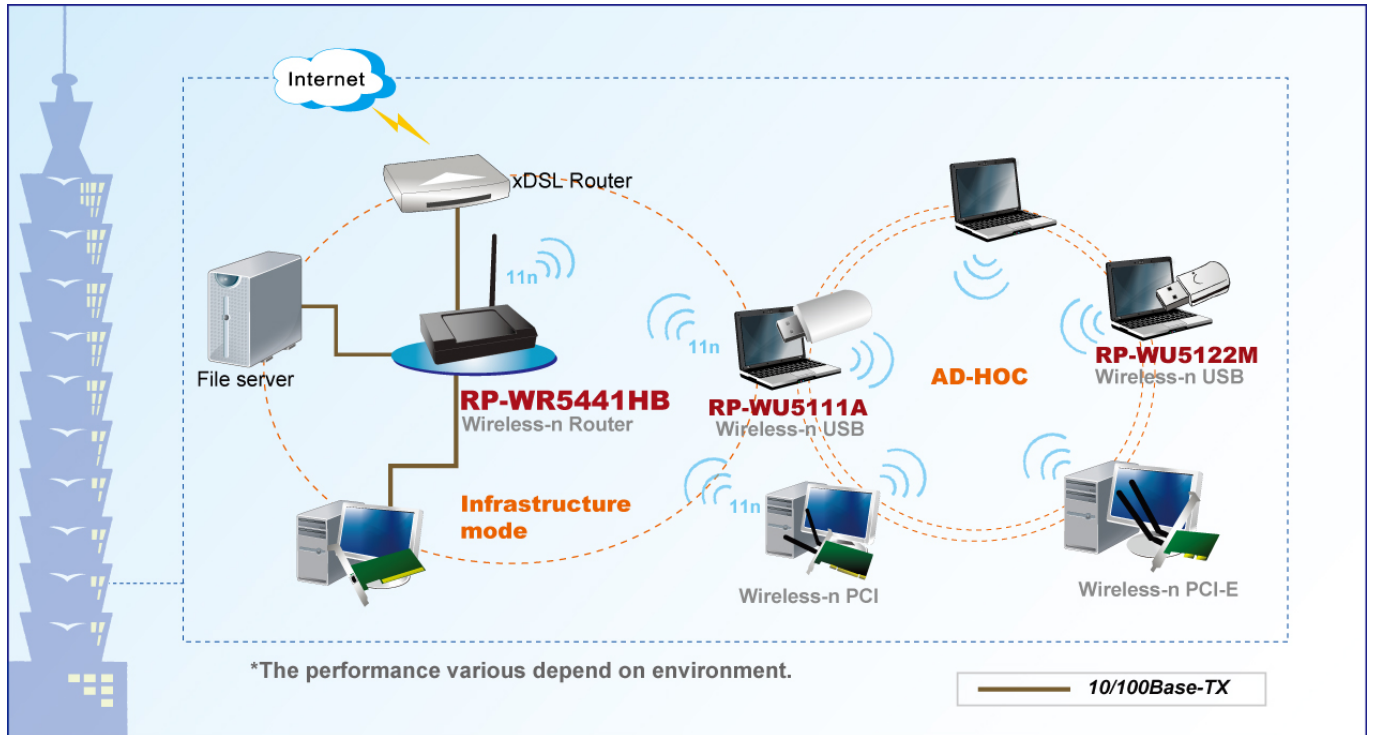 Internet
xDSL Router
11n
File server
RP-WR5441HB
Wireless-n Router
Infrastructure
mode
11n
RP-WU5111A
Wireless-n USB
AD-HOC
RP-WU5122M
Wireless-n USB
11n
Wireless-n PCI
Wireless-n PCI-E
*The performance various depend on environment.
10/100Base-TX